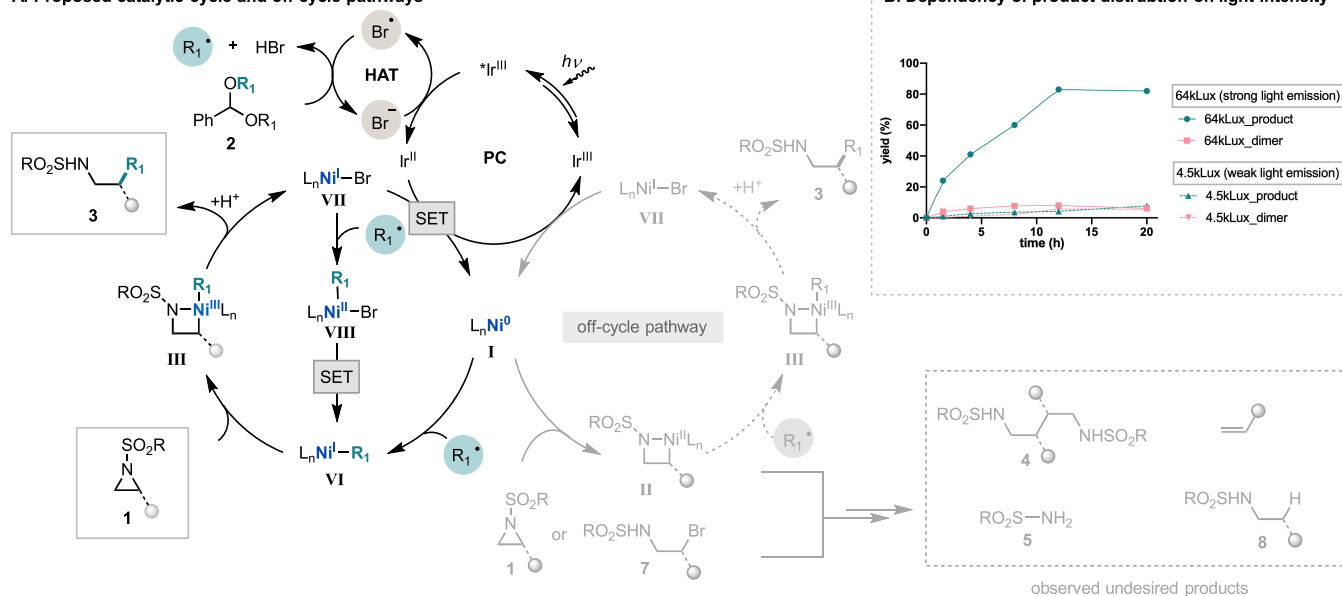 A. Proposed catalytic cycle and off-cycle pathways
R1• + HBr
Br•
HAT
Br−
OR1
Ph
OR1
2
*IrIII
hν
IrII
PC
IrIII
RO2SHN
R1
3
+H+
LnNiI–Br
VII
SET
R1•
R1
LnNiII–Br
VIII
SET
RO2S
N–NiIIILn
R1
III
LnNi0
I
SO2R
N
1
LnNiI–R1
VI
R1•
off-cycle pathway
LnNiI–Br
VII
+H+
RO2SHN
R1
3
RO2S
R1
N–NiIIILn
III
R1•
RO2S
N–NiIILn
II
SO2R
N
1
or
RO2SHN
Br
7
B. Dependency of product distrubtion on light intensity
yield (%)
100
80
60
40
20
0
0 5 10 15 20
time (h)
64kLux (strong light emission)
64kLux_product
64kLux_dimer
4.5kLux (weak light emission)
4.5kLux_product
4.5kLux_dimer
RO2SHN
NHSO2R
4
RO2S–NH2
5
RO2SHN
H
8
observed undesired products